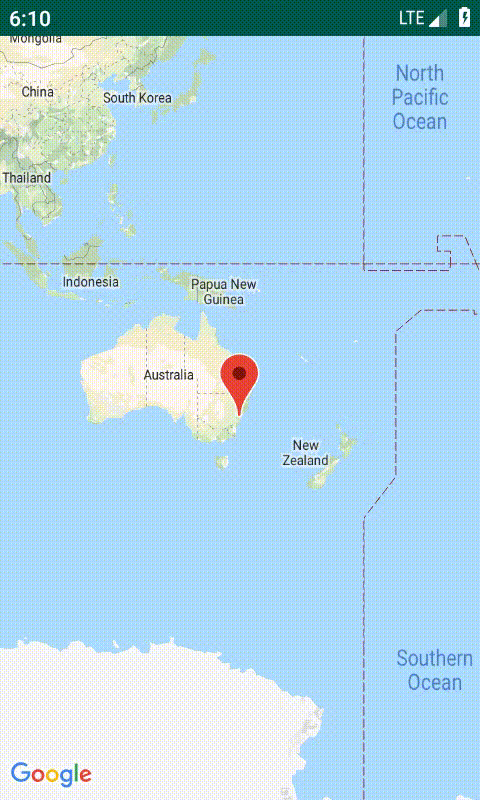 6:10
LTE
Mongolia
North
Pacific
Ocean
China
South Korea
Thailand
Indonesia
Papua New
Guinea
Australia
New
Zealand
Southern
Ocean
Google